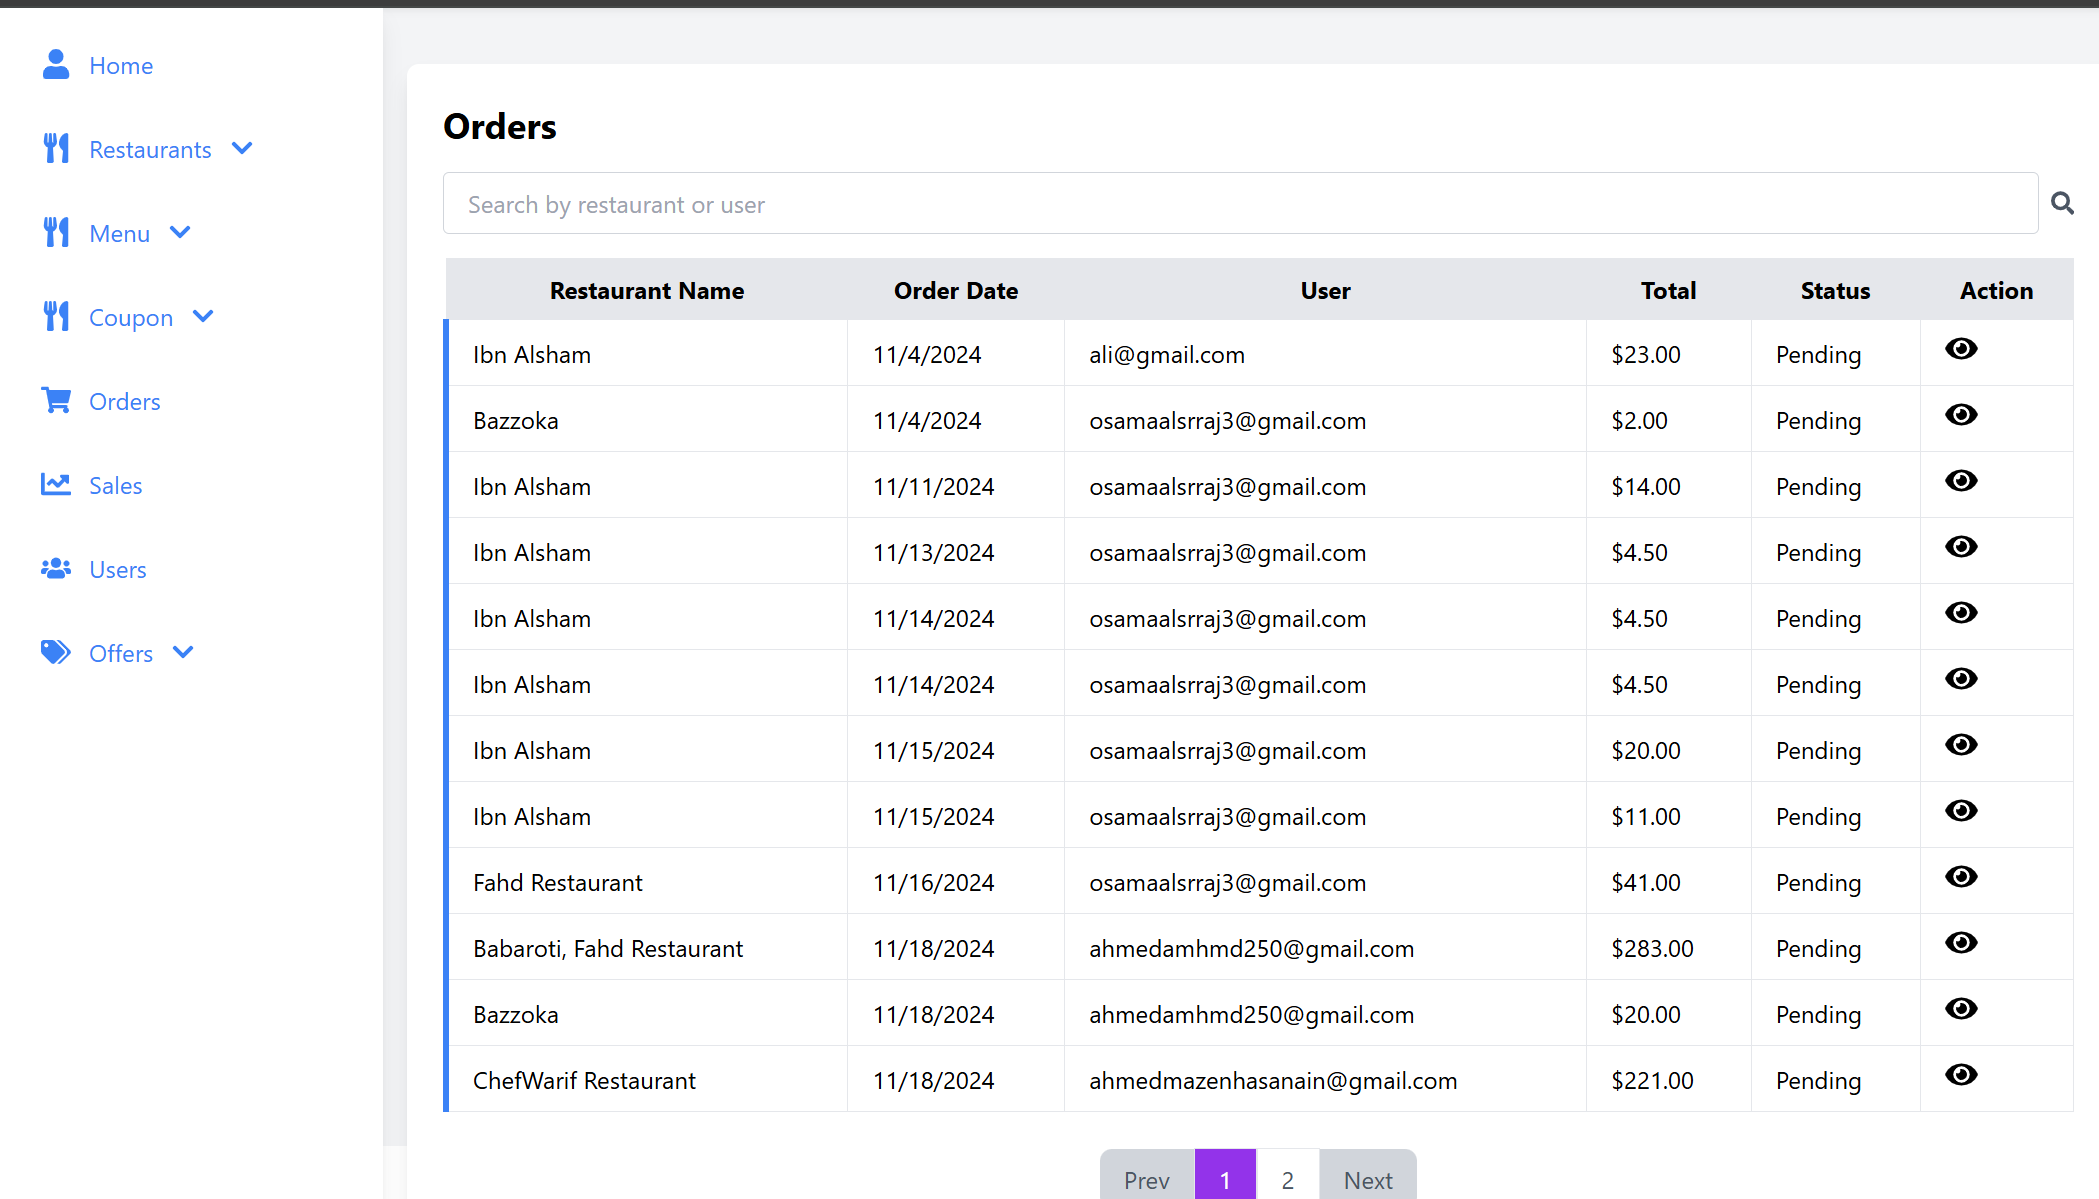 Home
Restaurants
Menu
Coupon
Orders
Sales
Users
Offers
Orders
Search by restaurant or user
Restaurant Name Order Date User Total Status Action
Ibn Alsham 11/4/2024 ali@gmail.com $23.00 Pending
Bazzoka 11/4/2024 osamaalsrraj3@gmail.com $2.00 Pending
Ibn Alsham 11/11/2024 osamaalsrraj3@gmail.com $14.00 Pending
Ibn Alsham 11/13/2024 osamaalsrraj3@gmail.com $4.50 Pending
Ibn Alsham 11/14/2024 osamaalsrraj3@gmail.com $4.50 Pending
Ibn Alsham 11/14/2024 osamaalsrraj3@gmail.com $4.50 Pending
Ibn Alsham 11/15/2024 osamaalsrraj3@gmail.com $20.00 Pending
Ibn Alsham 11/15/2024 osamaalsrraj3@gmail.com $11.00 Pending
Fahd Restaurant 11/16/2024 osamaalsrraj3@gmail.com $41.00 Pending
Babaroti, Fahd Restaurant 11/18/2024 ahmedamhmd250@gmail.com $283.00 Pending
Bazzoka 11/18/2024 ahmedamhmd250@gmail.com $20.00 Pending
ChefWarif Restaurant 11/18/2024 ahmedmazenhasanain@gmail.com $221.00 Pending
Prev 1 2 Next